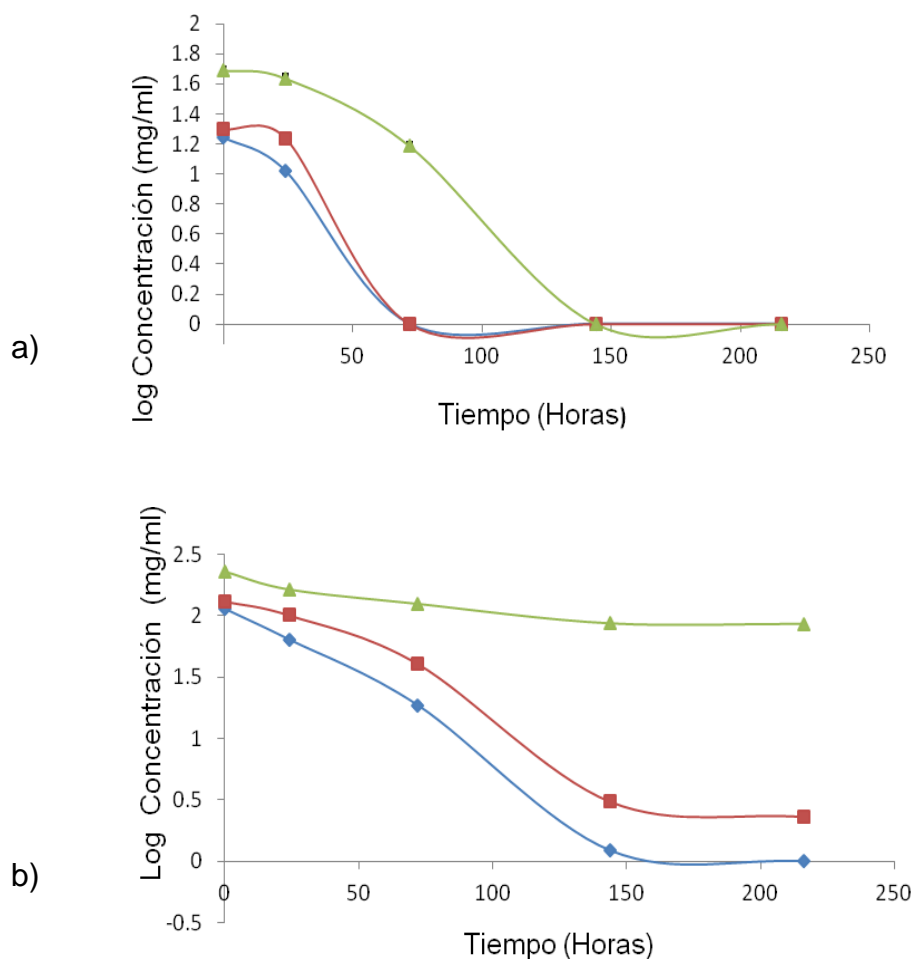 log Concentración (mg/ml)
2
1.8
1.6
1.4
1.2
1
0.8
0.6
0.4
0.2
0
50 100 150 200 250
a)
Tiempo (Horas)
Log Concentración (mg/ml)
2.5
2
1.5
1
0.5
0
-0.5
0 50 100 150 200 250
b)
Tiempo (Horas)